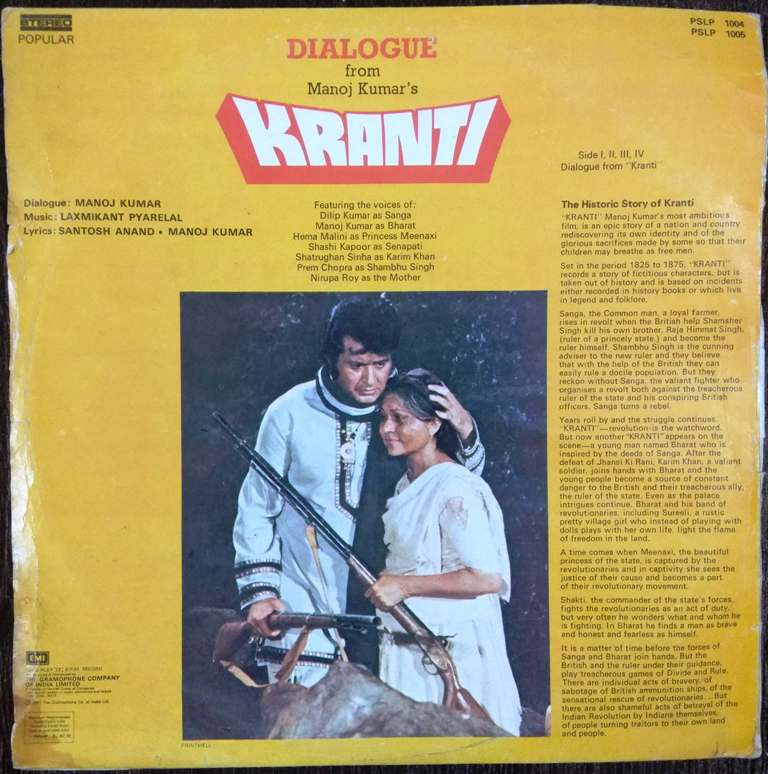 STEREO
POPULAR
PSLP 1004
PSLP 1005
DIALOGUE
from
Manoj Kumar's
KRANTI
Side I, II, III, IV
Dialogue from "Kranti"
Dialogue: MANOJ KUMAR
Music: LAXMIKANT PYARELAL
Lyrics: SANTOSH ANAND • MANOJ KUMAR
Featuring the voices of:
Dilip Kumar as Sanga
Manoj Kumar as Bharat
Hema Malini as Princess Meenaxi
Shashi Kapoor as Senapati
Shatrughan Sinha as Karim Khan
Prem Chopra as Shambhu Singh
Nirupa Roy as the Mother
The Historic Story of Kranti
"KRANTI" Manoj Kumar's most ambitious
film, is an epic story of a nation and country
rediscovering its own identity and of the
glorious sacrifices made by some so that their
children may breathe as free men.
Set in the period 1825 to 1875, "KRANTI"
records a story of fictitious characters, but is
taken out of history and is based on incidents
either recorded in history books or which live
in legend and folklore.
Sanga, the Common man, a loyal farmer,
rises in revolt when the British help Shamsher
Singh kill his own brother, Raja Himmat Singh,
(ruler of a princely state,) and become the
ruler himself. Shambhu Singh is the cunning
adviser to the new ruler and they believe
that with the help of the British they can
easily rule a docile population. But they
reckon without Sanga, the valiant fighter who
organises a revolt both against the treacherous
ruler of the state and his conspiring British
officers. Sanga turns a rebel.
Years roll by and the struggle continues.
"KRANTI"—revolution-is the watchword.
But now another "KRANTI" appears on the
scene—a young man named Bharat who is
inspired by the deeds of Sanga. After the
defeat of Jhansi Ki Rani, Karim Khan, a valiant
soldier, joins hands with Bharat and the
young people become a source of constant
danger to the British and their treacherous ally,
the ruler of the state. Even as the palace
intrigues continue, Bharat and his band of
revolutionaries, including Sureeli, a rustic
pretty village girl who instead of playing with
dolls plays with her own life, light the flame
of freedom in the land.
A time comes when Meenaxi, the beautiful
princess of the state, is captured by the
revolutionaries and in captivity she sees the
justice of their cause and becomes a part
of their revolutionary movement.
Shakti, the commander of the state's forces,
fights the revolutionaries as an act of duty,
but very often he wonders what and whom he
is fighting. In Bharat he finds a man as brave
and honest and fearless as himself.
It is a matter of time before the forces of
Sanga and Bharat join hands. But the
British and the ruler under their guidance,
play treacherous games of Divide and Rule.
There are individual acts of bravery, of
sabotage of British ammunition ships, of the
sensational rescue of revolutionaries... But
there are also shameful acts of betrayal of the
Indian Revolution by Indians themselves,
of people turning traitors to their own land
and people.
EMI
THE GRAMOPHONE COMPANY
OF INDIA LIMITED
PRINTWELL